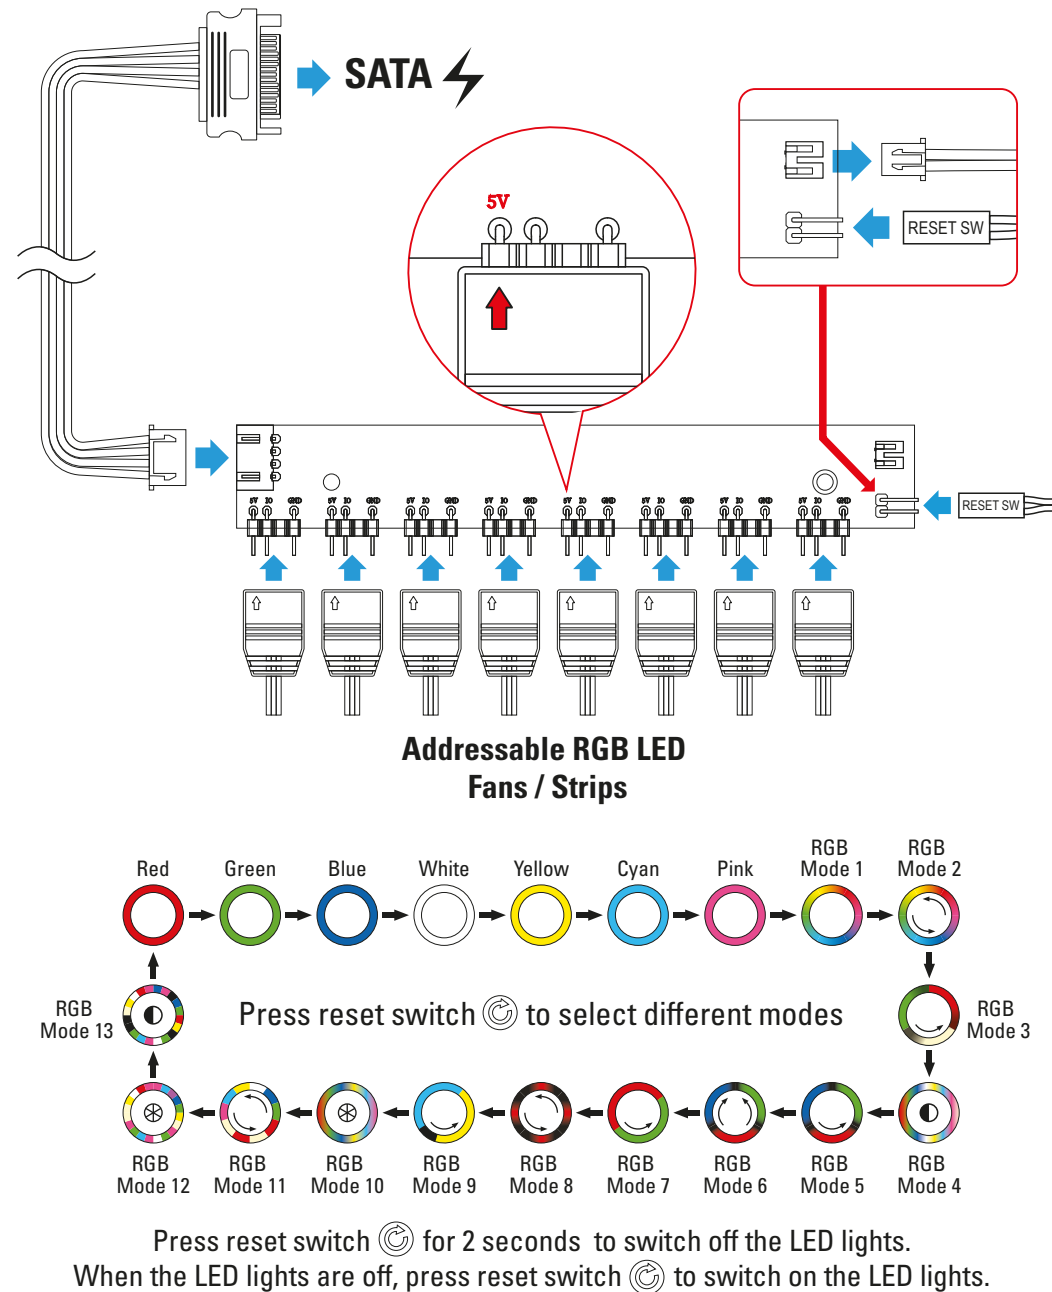 SATA
5V
RESET SW
5V IO GND 5V IO GND 5V IO GND 5V IO GND 5V IO GND 5V IO GND 5V IO GND 5V IO GND
RESET SW
Addressable RGB LED
Fans / Strips
Red Green Blue White Yellow Cyan Pink RGB Mode 1 RGB Mode 2
RGB
Mode 13
Press reset switch to select different modes
RGB
Mode 3
RGB RGB RGB RGB RGB RGB RGB RGB RGB
Mode 12 Mode 11 Mode 10 Mode 9 Mode 8 Mode 7 Mode 6 Mode 5 Mode 4
Press reset switch for 2 seconds to switch off the LED lights.
When the LED lights are off, press reset switch to switch on the LED lights.